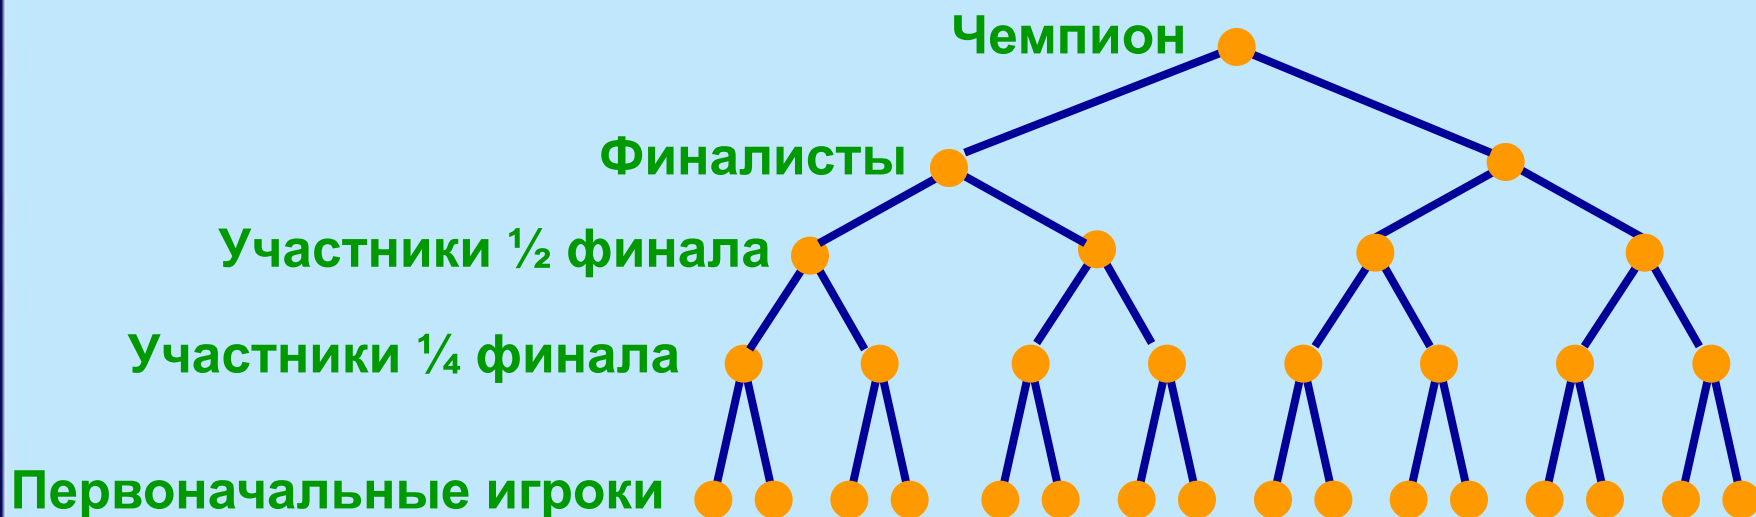 Чемпион
Финалисты
Участники ½ финала
Участники ¼ финала
Первоначальные игроки